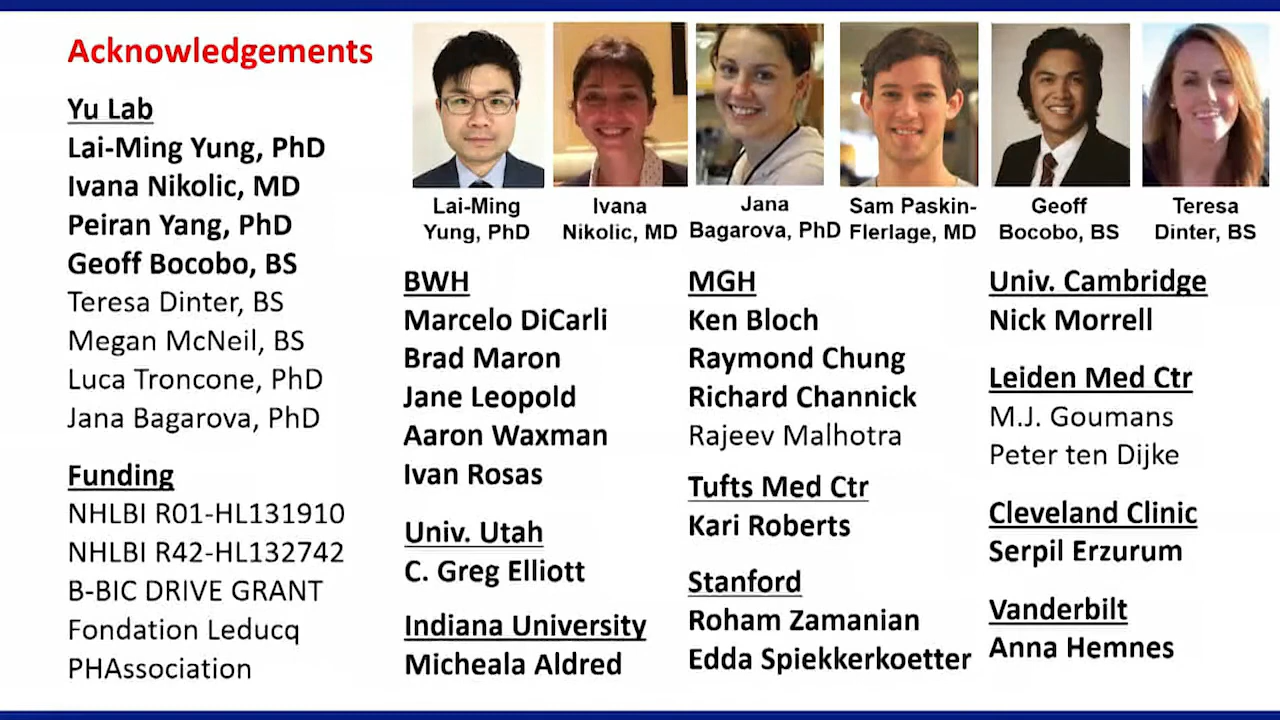 Acknowledgements
Yu Lab
Lai-Ming Yung, PhD
Ivana Nikolic, MD
Peiran Yang, PhD
Geoff Bocobo, BS
Teresa Dinter, BS
Megan McNeil, BS
Luca Troncone, PhD
Jana Bagarova, PhD
Funding
NHLBI R01-HL131910
NHLBI R42-HL132742
B-BIC DRIVE GRANT
Fondation Leducq
PHAssociation
Lai-Ming
Yung, PhD
Ivana
Nikolic, MD
Jana
Bagarova, PhD
Sam Paskin-
Flerlage, MD
Geoff
Bocobo, BS
Teresa
Dinter, BS
BWH
Marcelo DiCarli
Brad Maron
Jane Leopold
Aaron Waxman
Ivan Rosas
Univ. Utah
C. Greg Elliott
Indiana University
Micheala Aldred
MGH
Ken Bloch
Raymond Chung
Richard Channick
Rajeev Malhotra
Tufts Med Ctr
Kari Roberts
Stanford
Roham Zamanian
Edda Spiekkerkoetter
Univ. Cambridge
Nick Morrell
Leiden Med Ctr
M.J. Goumans
Peter ten Dijke
Cleveland Clinic
Serpil Erzurum
Vanderbilt
Anna Hemnes